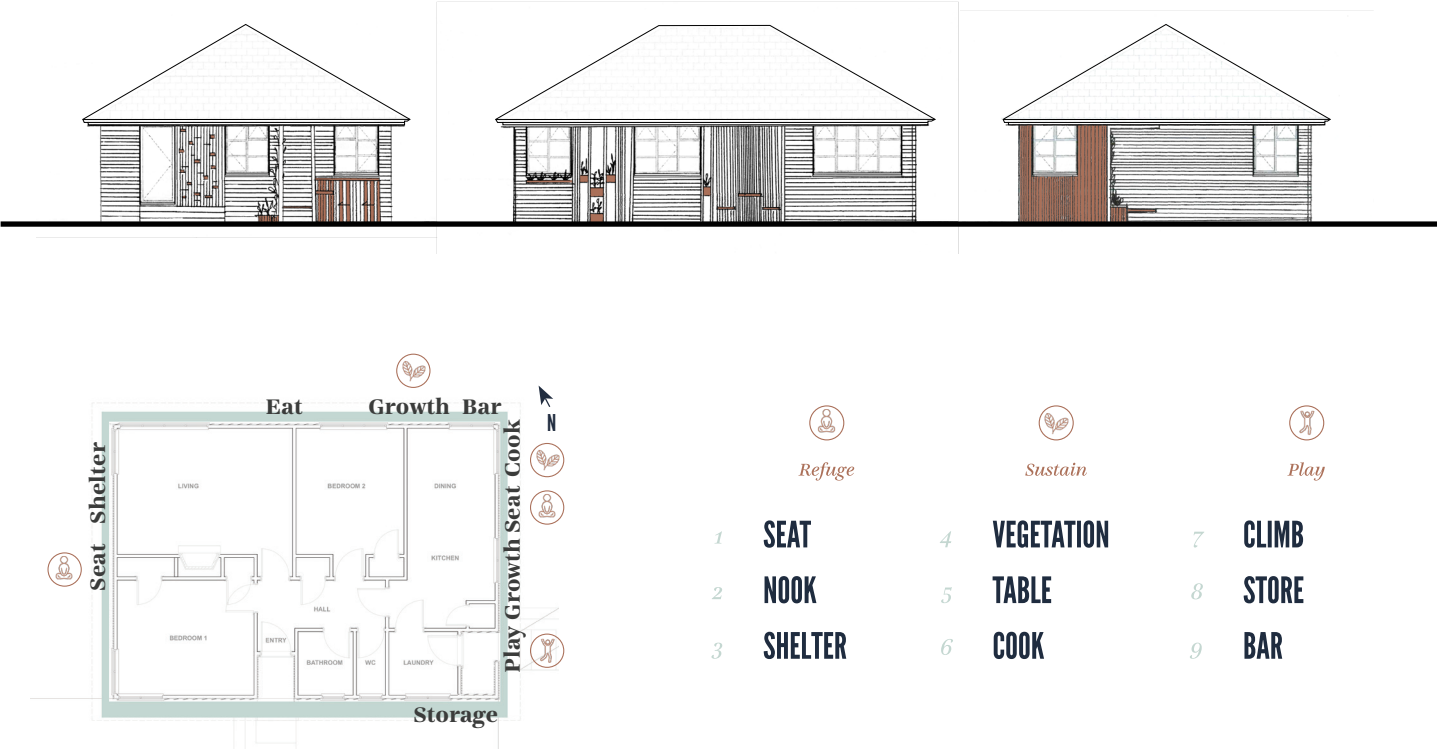 Eat
Growth
Bar
N
Shelter
Seat
Cook
Seat
Growth
Play
Storage
LIVING
BEDROOM 2
DINING
KITCHEN
HALL
BEDROOM 1
ENTRY
BATHROOM
WC
LAUNDRY
Refuge
1 SEAT
2 NOOK
3 SHELTER
Sustain
4 VEGETATION
5 TABLE
6 COOK
Play
7 CLIMB
8 STORE
9 BAR